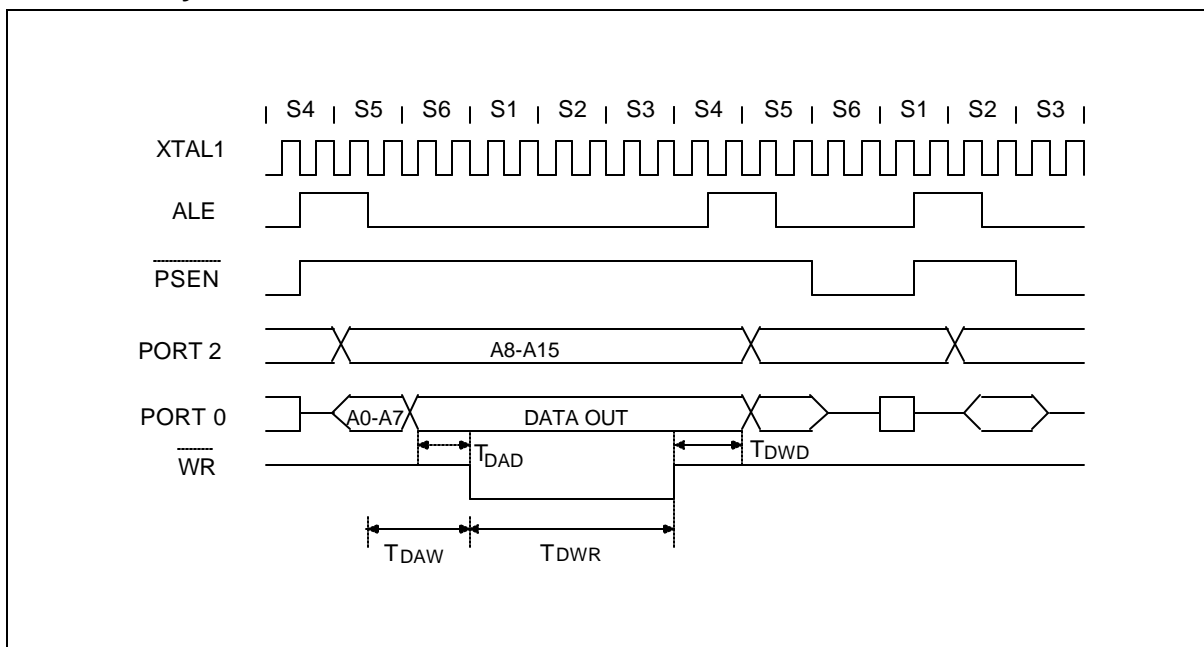 S4 S5 S6 S1 S2 S3 S4 S5 S6 S1 S2 S3
XTAL1
ALE
PSEN
PORT 2
A8-A15
PORT 0
A0-A7
DATA OUT
WR
TDAD
TDWD
TDAW
TDWR